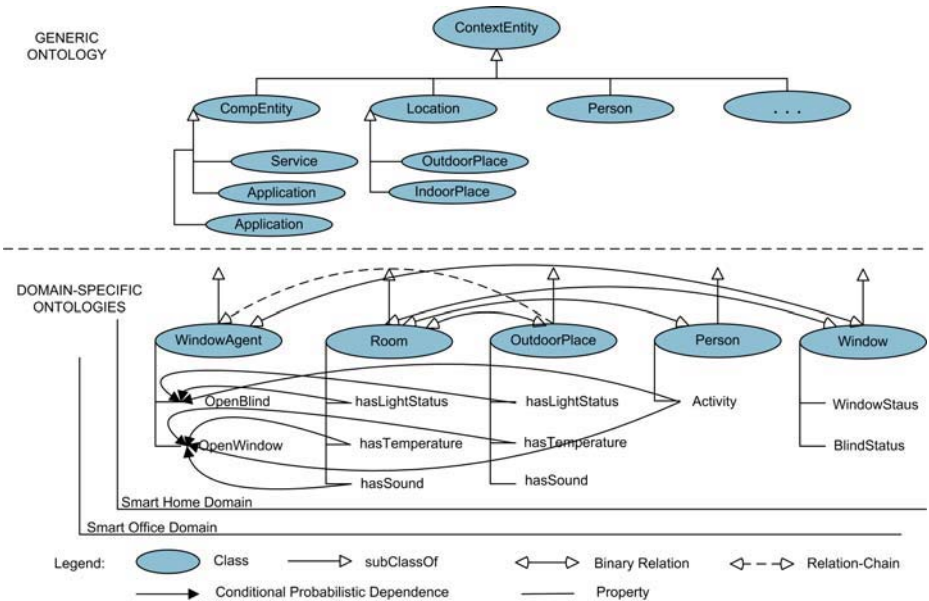 GENERIC
ONTOLOGY
ContextEntity
CompEntity
Location
Person
. . .
Service
OutdoorPlace
Application
IndoorPlace
Application
DOMAIN-SPECIFIC
ONTOLOGIES
WindowAgent
Room
OutdoorPlace
Person
Window
OpenBlind
hasLightStatus
hasLightStatus
Activity
WindowStaus
OpenWindow
hasTemperature
hasTemperature
BlindStatus
hasSound
hasSound
Smart Home Domain
Smart Office Domain
Legend:
Class
subClassOf
Binary Relation
Relation-Chain
Conditional Probabilistic Dependence
Property